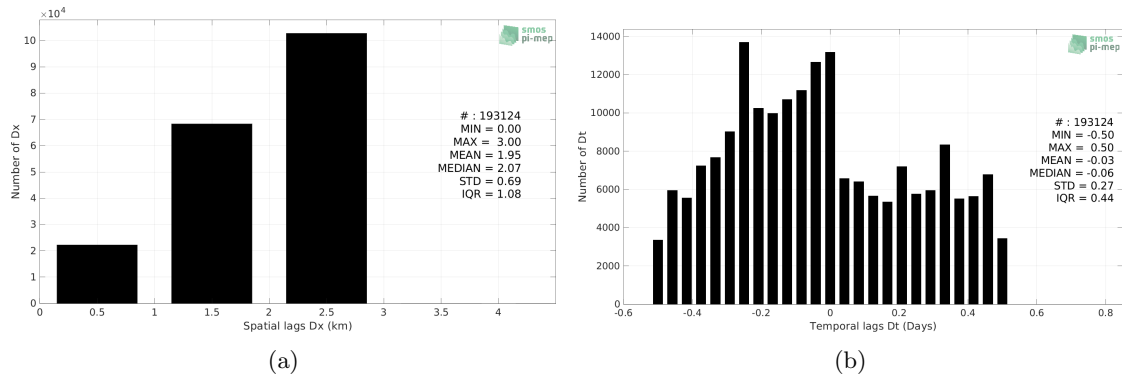 ×10⁴
10
9
8
7
6
5
4
3
2
1
0
Number of Dx
0 0.5 1 1.5 2 2.5 3 3.5 4
Spatial lags Dx (km)
smos
pi-mep
# : 193124
MIN = 0.00
MAX = 3.00
MEAN = 1.95
MEDIAN = 2.07
STD = 0.69
IQR = 1.08
(a)
14000
12000
10000
8000
6000
4000
2000
0
Number of Dt
-0.6 -0.4 -0.2 0 0.2 0.4 0.6 0.8
Temporal lags Dt (Days)
smos
pi-mep
# : 193124
MIN = -0.50
MAX = 0.50
MEAN = -0.03
MEDIAN = -0.06
STD = 0.27
IQR = 0.44
(b)